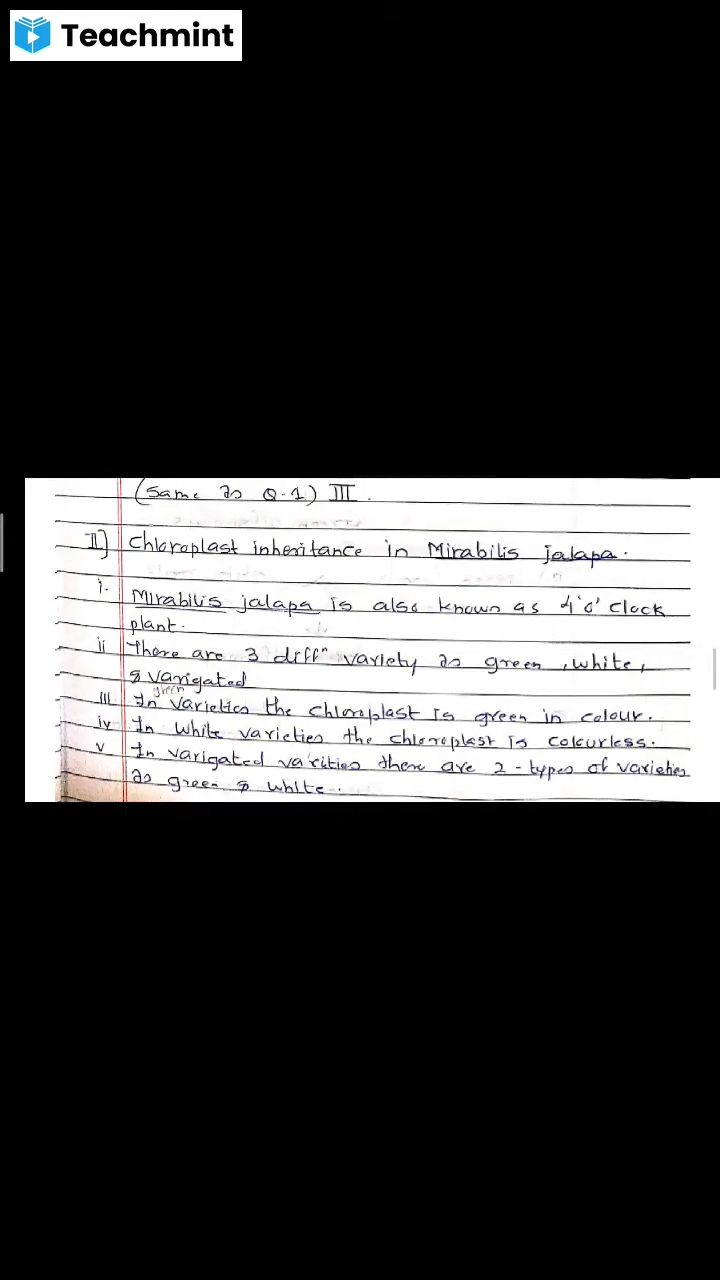 Teachmint
(Same as Q.1) III.
II] Chloroplast inheritance in Mirabilis jalapa.
i. Mirabilis jalapa is also known as 4'o' clock
plant.
ii There are 3 diffⁿ variety as green, white,
& varigated
green
iii In varieties the chloroplast is green in colour.
iv In white varieties the chloroplast is colourless.
v In varigated varities there are 2-types of varieties
as green & white.